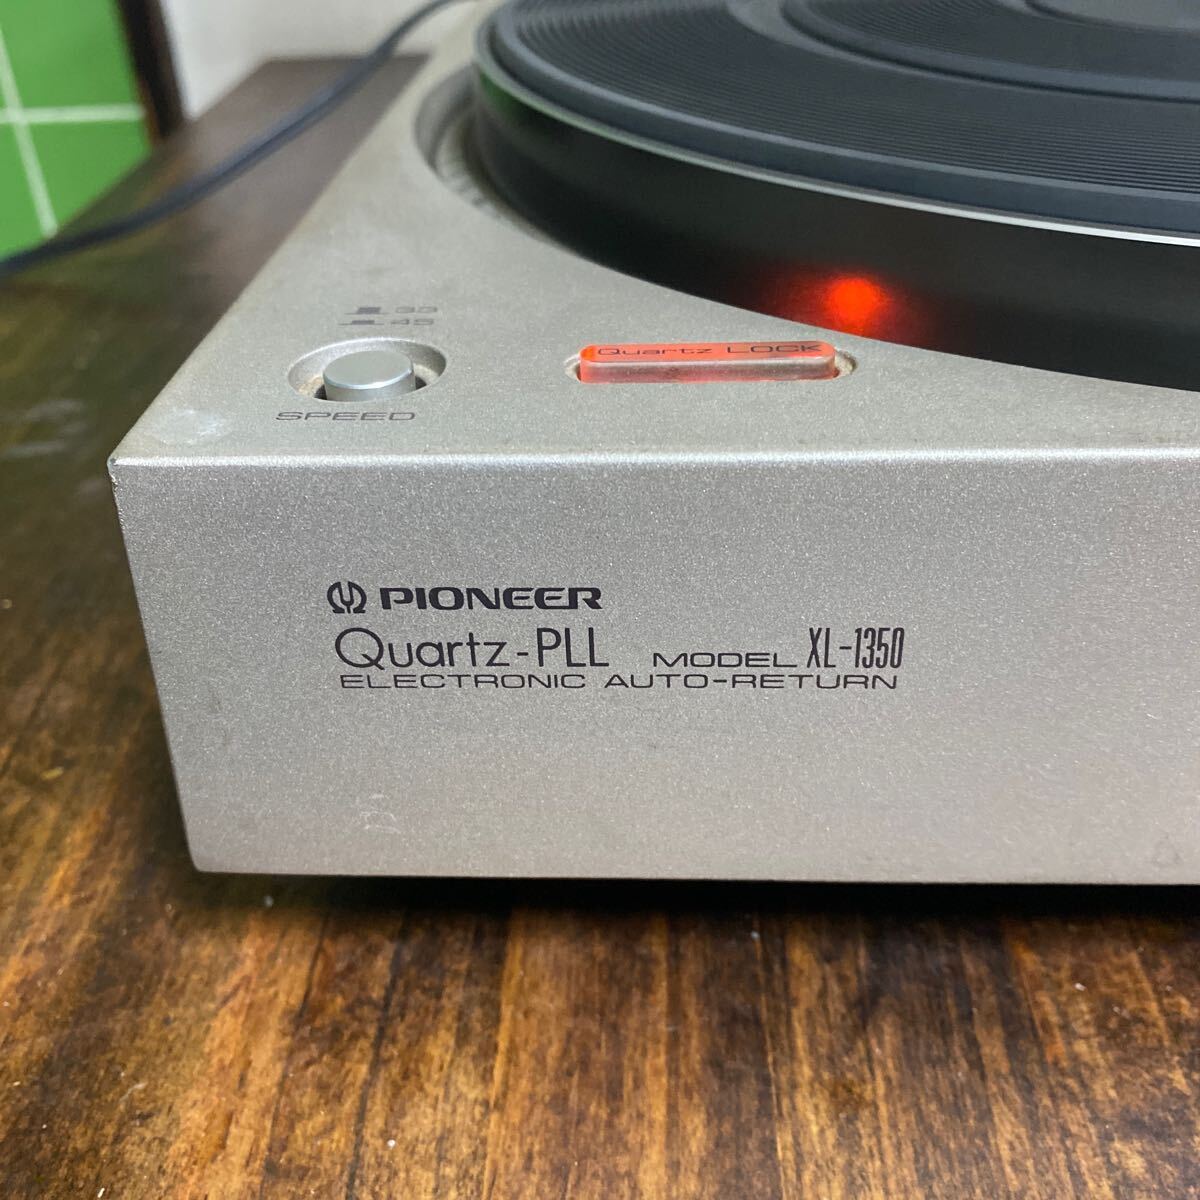 33
45
SPEED
Quartz LOCK
PIONEER
Quartz-PLL MODEL XL-1350
ELECTRONIC AUTO-RETURN